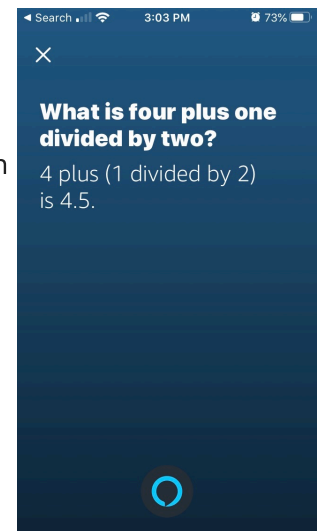 ◀ Search 3:03 PM 73%
What is four plus one
divided by two?
n
4 plus (1 divided by 2)
is 4.5.